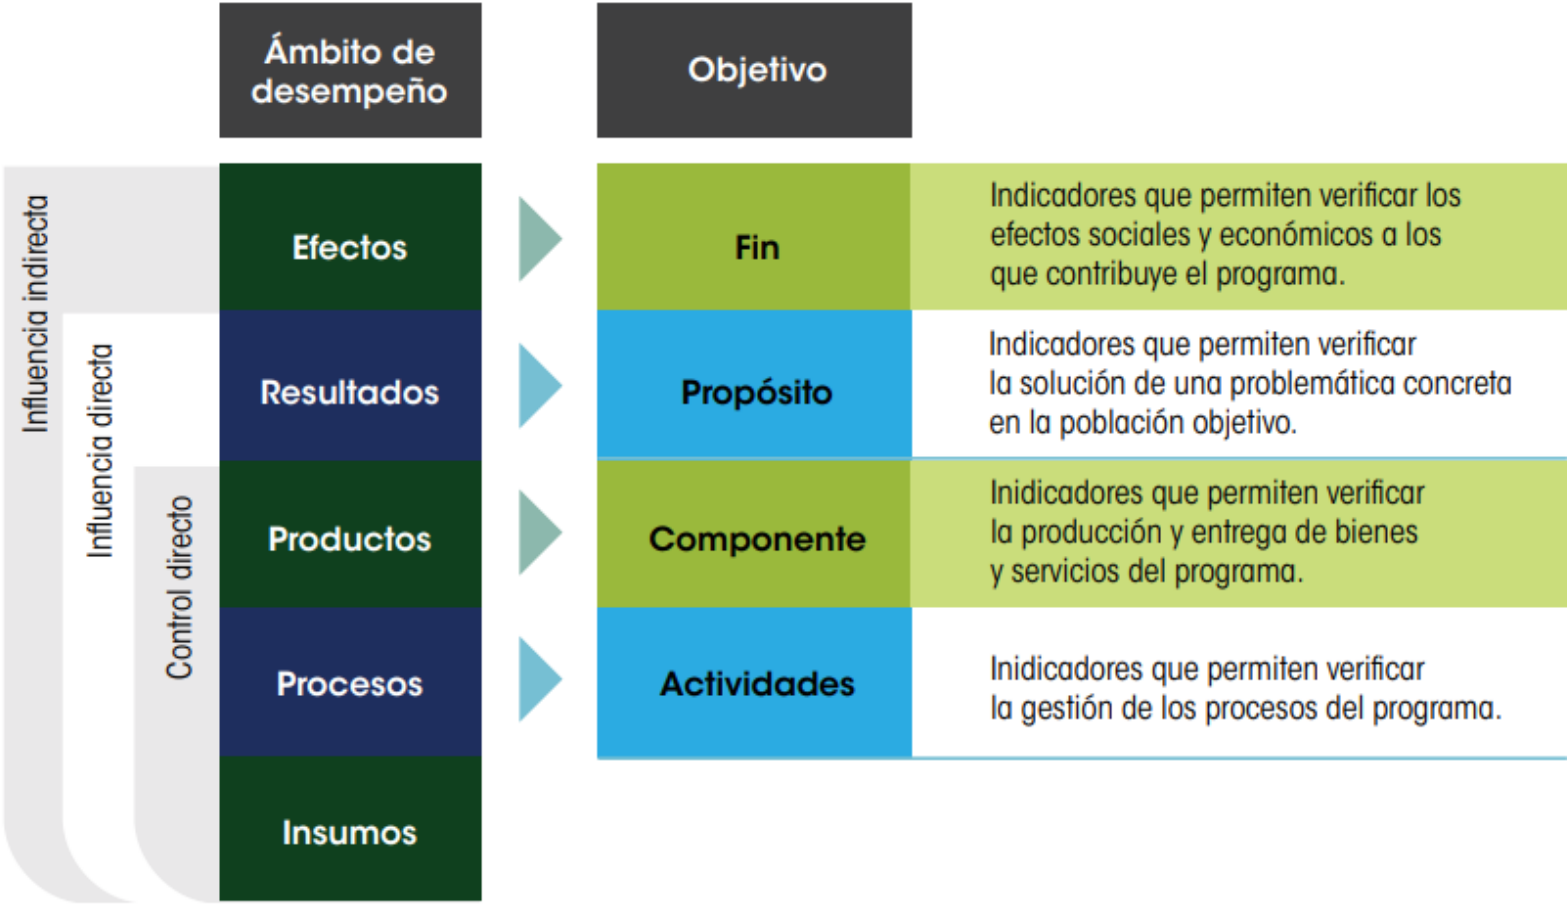 Ámbito de
desempeño
Objetivo
Influencia indirecta
Influencia directa
Control directo
Efectos
Fin
Indicadores que permiten verificar los
efectos sociales y económicos a los
que contribuye el programa.
Resultados
Propósito
Indicadores que permiten verificar
la solución de una problemática concreta
en la población objetivo.
Productos
Componente
Inidicadores que permiten verificar
la producción y entrega de bienes
y servicios del programa.
Procesos
Actividades
Inidicadores que permiten verificar
la gestión de los procesos del programa.
Insumos